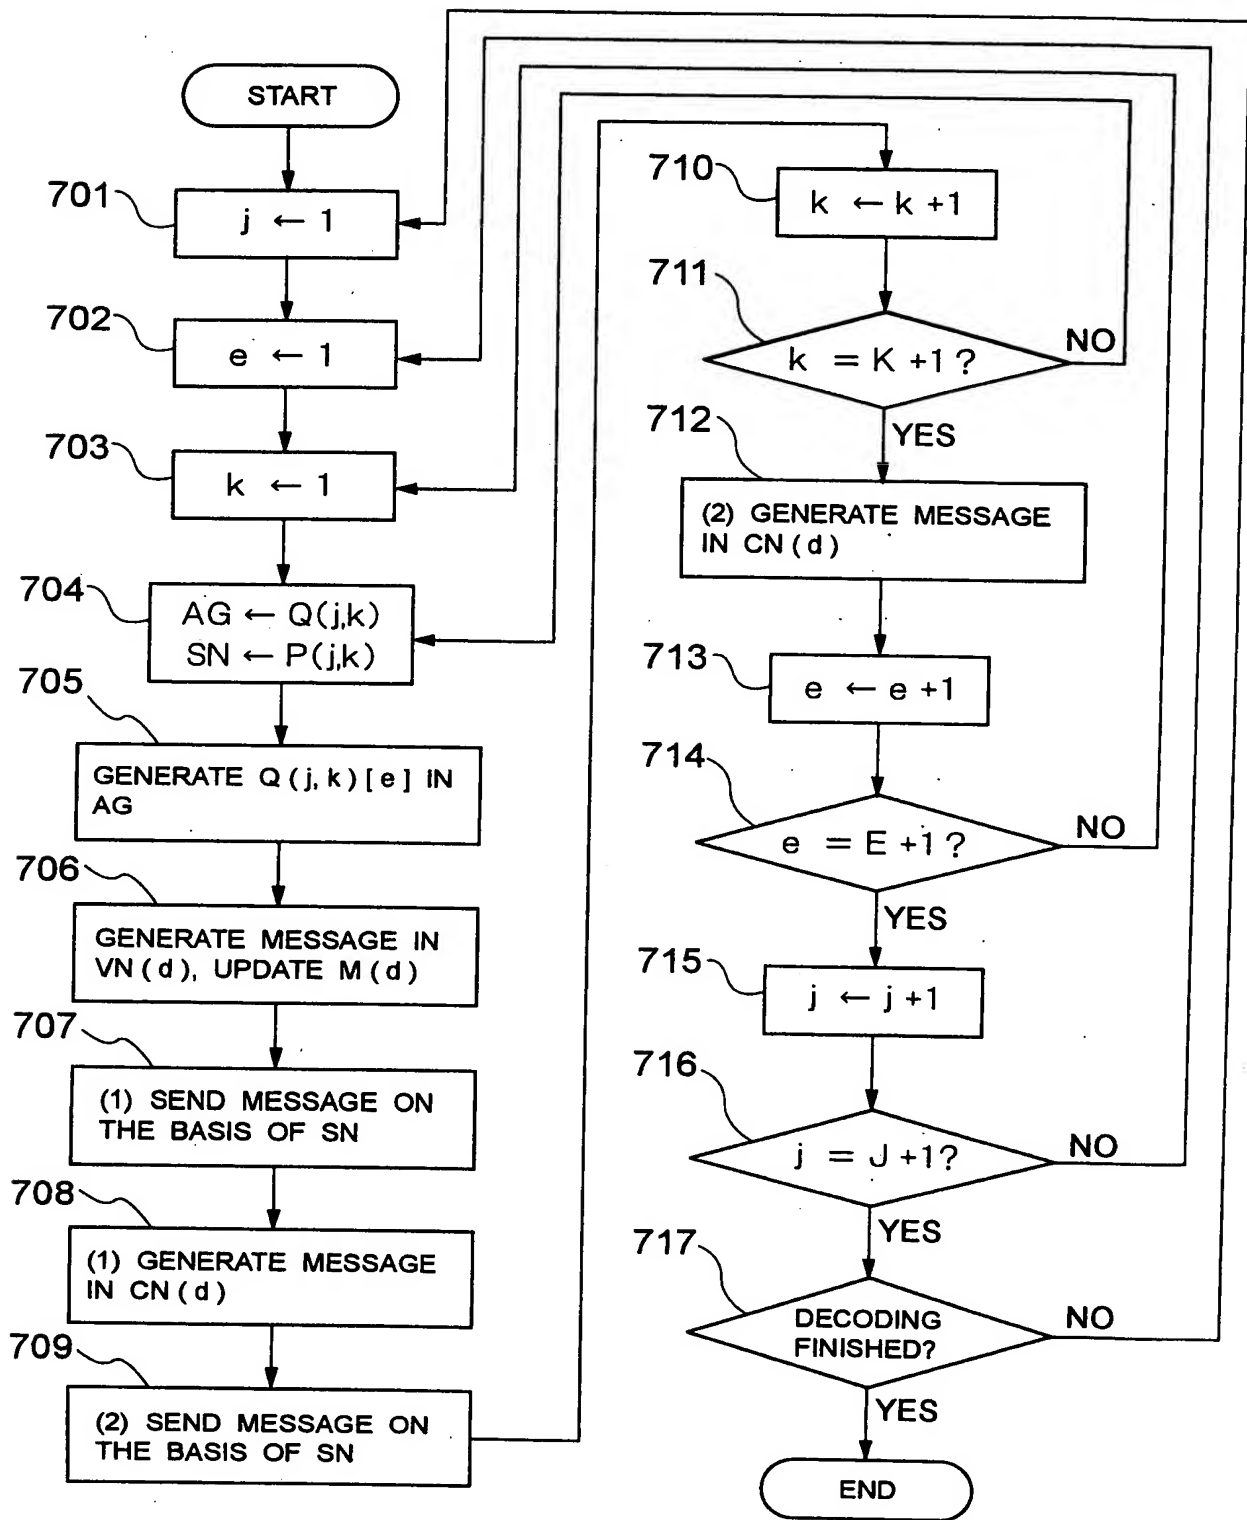 START
701
j ← 1
702
e ← 1
703
k ← 1
704
AG ← Q(j,k)
SN ← P(j,k)
705
GENERATE Q(j,k)[e] IN
AG
706
GENERATE MESSAGE IN
VN(d), UPDATE M(d)
707
(1) SEND MESSAGE ON
THE BASIS OF SN
708
(1) GENERATE MESSAGE
IN CN(d)
709
(2) SEND MESSAGE ON
THE BASIS OF SN
710
k ← k +1
711
k = K +1 ?
NO
YES
712
(2) GENERATE MESSAGE
IN CN(d)
713
e ← e +1
714
e = E +1 ?
NO
YES
715
j ← j +1
716
j = J +1?
NO
YES
717
DECODING
FINISHED?
NO
YES
END